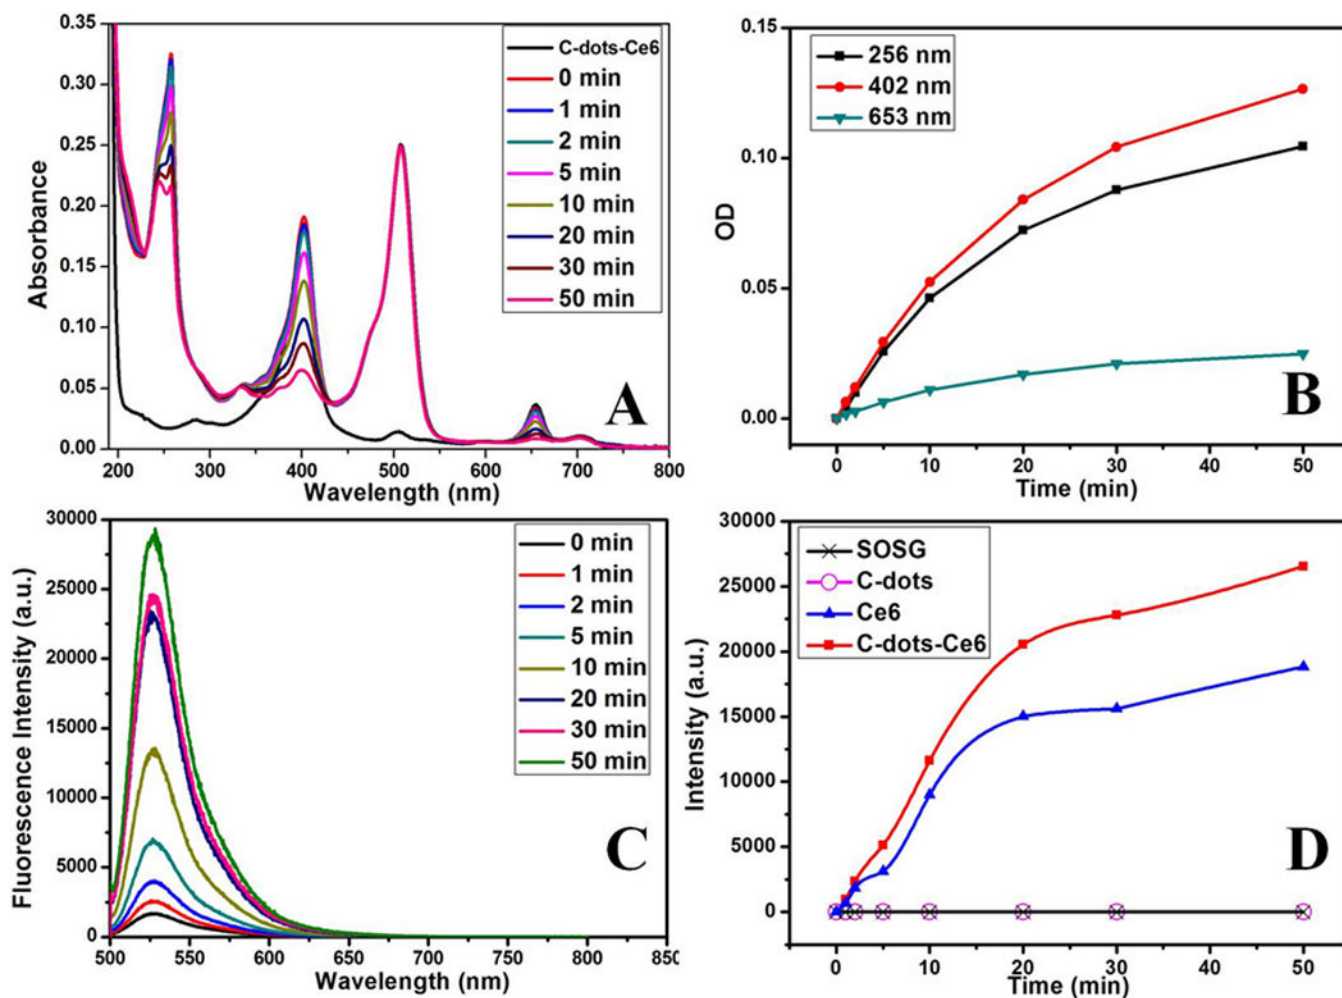 0.35
0.30
0.25
0.20
0.15
0.10
0.05
0.00
Absorbance
200 300 400 500 600 700 800
Wavelength (nm)
C-dots-Ce6
0 min
1 min
2 min
5 min
10 min
20 min
30 min
50 min
A
0.15
0.10
0.05
0.00
OD
0 10 20 30 40 50
Time (min)
256 nm
402 nm
653 nm
B
30000
25000
20000
15000
10000
5000
0
Fluorescence Intensity (a.u.)
500 550 600 650 700 750 800 850
Wavelength (nm)
0 min
1 min
2 min
5 min
10 min
20 min
30 min
50 min
C
30000
25000
20000
15000
10000
5000
0
Intensity (a.u.)
0 10 20 30 40 50
Time (min)
SOSG
C-dots
Ce6
C-dots-Ce6
D